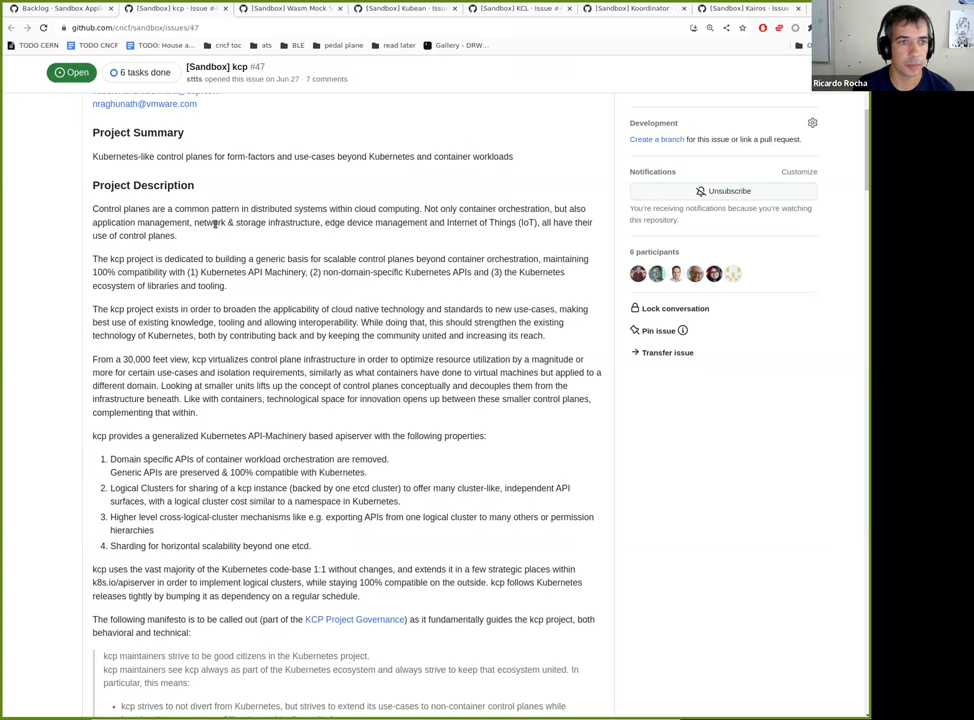 Backlog - Sandbox Appli
[Sandbox] kcp - Issue #4
[Sandbox] Wasm Mock S
[Sandbox] Kubean - Issu
[Sandbox] KCL - Issue #
[Sandbox] Koordinator -
[Sandbox] Kairos - Issue
github.com/cncf/sandbox/issues/47
TODO CERN
TODO CNCF
TODO: House a...
cncf toc
ats
BLE
pedal plane
read later
Gallery - DRW...
Ricardo Rocha
Open
6 tasks done
[Sandbox] kcp #47
sttts opened this issue on Jun 27 · 7 comments
nraghunath@vmware.com
Project Summary
Kubernetes-like control planes for form-factors and use-cases beyond Kubernetes and container workloads
Project Description
Control planes are a common pattern in distributed systems within cloud computing. Not only container orchestration, but also
application management, network & storage infrastructure, edge device management and Internet of Things (IoT), all have their
use of control planes.
The kcp project is dedicated to building a generic basis for scalable control planes beyond container orchestration, maintaining
100% compatibility with (1) Kubernetes API Machinery, (2) non-domain-specific Kubernetes APIs and (3) the Kubernetes
ecosystem of libraries and tooling.
The kcp project exists in order to broaden the applicability of cloud native technology and standards to new use-cases, making
best use of existing knowledge, tooling and allowing interoperability. While doing that, this should strengthen the existing
technology of Kubernetes, both by contributing back and by keeping the community united and increasing its reach.
From a 30,000 feet view, kcp virtualizes control plane infrastructure in order to optimize resource utilization by a magnitude or
more for certain use-cases and isolation requirements, similarly as what containers have done to virtual machines but applied to a
different domain. Looking at smaller units lifts up the concept of control planes conceptually and decouples them from the
infrastructure beneath. Like with containers, technological space for innovation opens up between these smaller control planes,
complementing that within.
kcp provides a generalized Kubernetes API-Machinery based apiserver with the following properties:
1. Domain specific APIs of container workload orchestration are removed.
Generic APIs are preserved & 100% compatible with Kubernetes.
2. Logical Clusters for sharing of a kcp instance (backed by one etcd cluster) to offer many cluster-like, independent API
surfaces, with a logical cluster cost similar to a namespace in Kubernetes.
3. Higher level cross-logical-cluster mechanisms like e.g. exporting APIs from one logical cluster to many others or permission
hierarchies
4. Sharding for horizontal scalability beyond one etcd.
kcp uses the vast majority of the Kubernetes code-base 1:1 without changes, and extends it in a few strategic places within
k8s.io/apiserver in order to implement logical clusters, while staying 100% compatible on the outside. kcp follows Kubernetes
releases tightly by bumping it as dependency on a regular schedule.
The following manifesto is to be called out (part of the KCP Project Governance) as it fundamentally guides the kcp project, both
behavioral and technical:
kcp maintainers strive to be good citizens in the Kubernetes project.
kcp maintainers see kcp always as part of the Kubernetes ecosystem and always strive to keep that ecosystem united. In
particular, this means:
• kcp strives to not divert from Kubernetes, but strives to extend its use-cases to non-container control planes while
Development
Create a branch for this issue or link a pull request.
Notifications
Customize
Unsubscribe
You're receiving notifications because you're watching
this repository.
6 participants
Lock conversation
Pin issue
Transfer issue